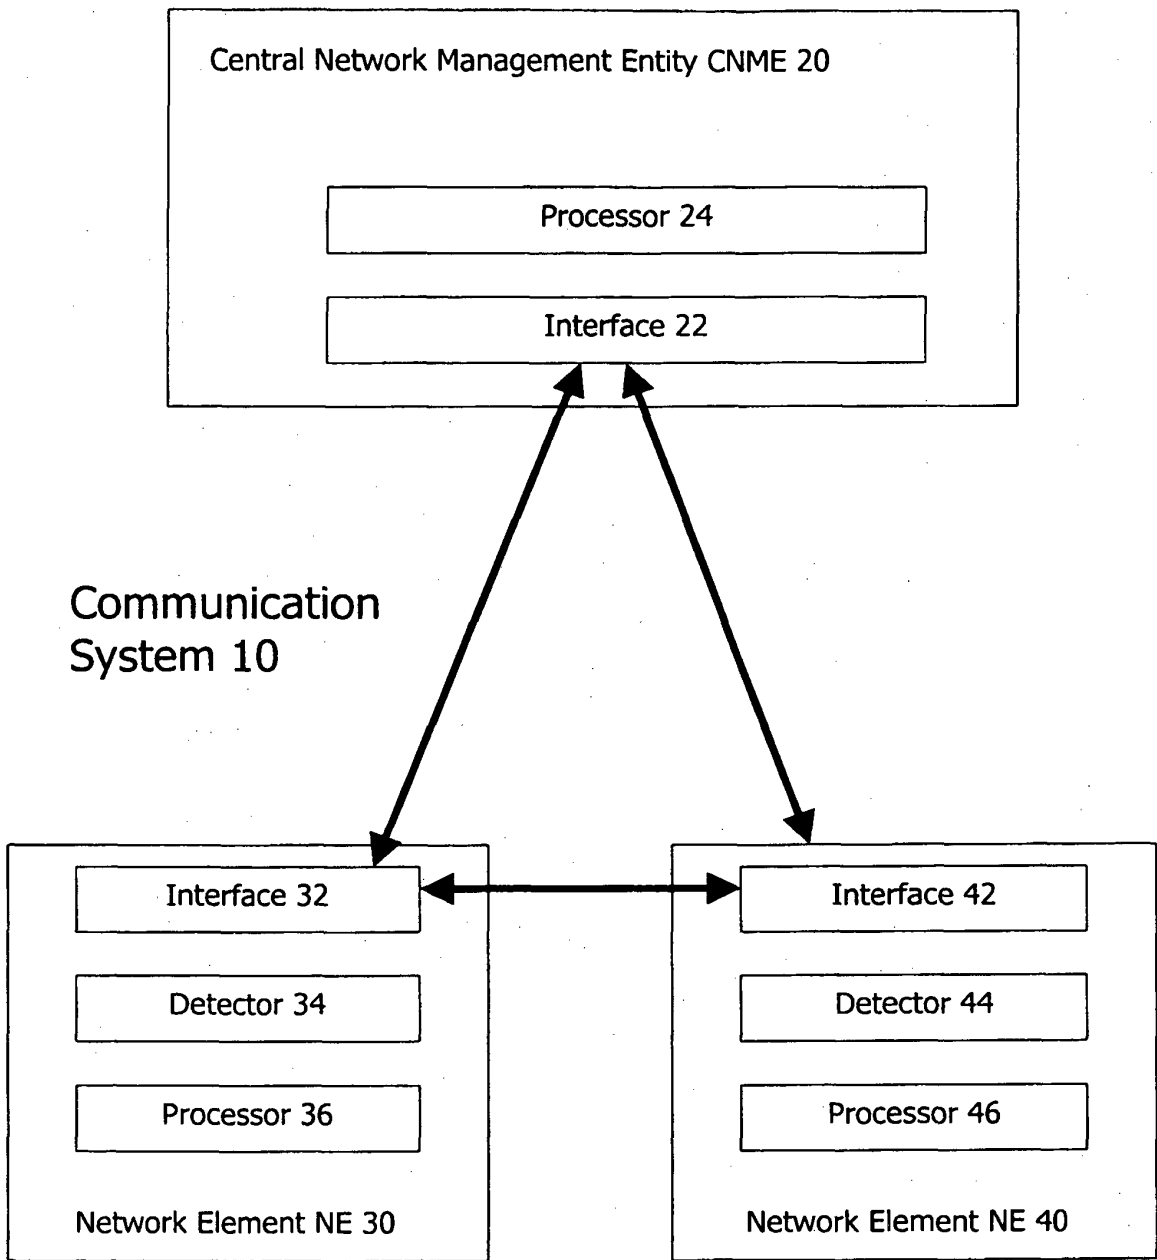 Central Network Management Entity CNME 20
Processor 24
Interface 22
Communication
System 10
Interface 32
Detector 34
Processor 36
Network Element NE 30
Interface 42
Detector 44
Processor 46
Network Element NE 40